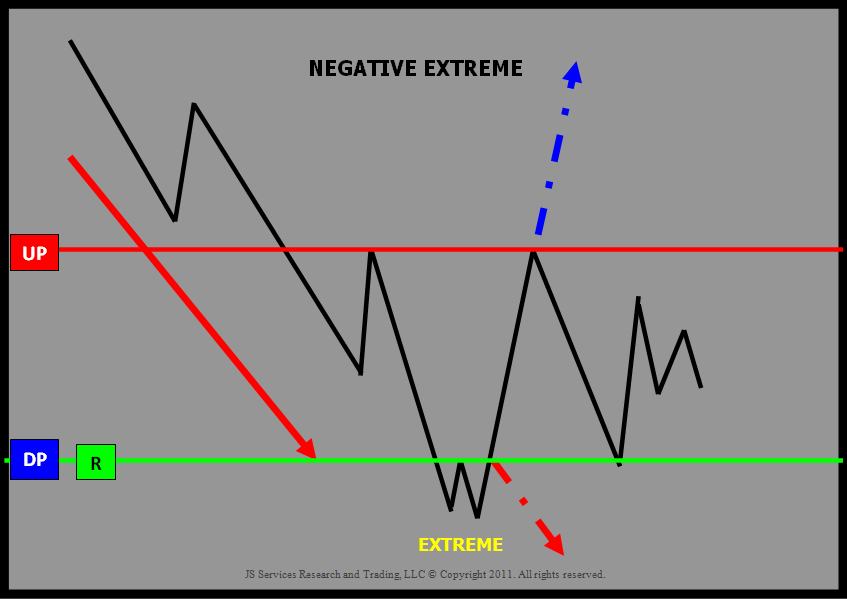 NEGATIVE EXTREME
UP
DP
R
EXTREME
JS Services Research and Trading, LLC © Copyright 2011. All rights reserved.